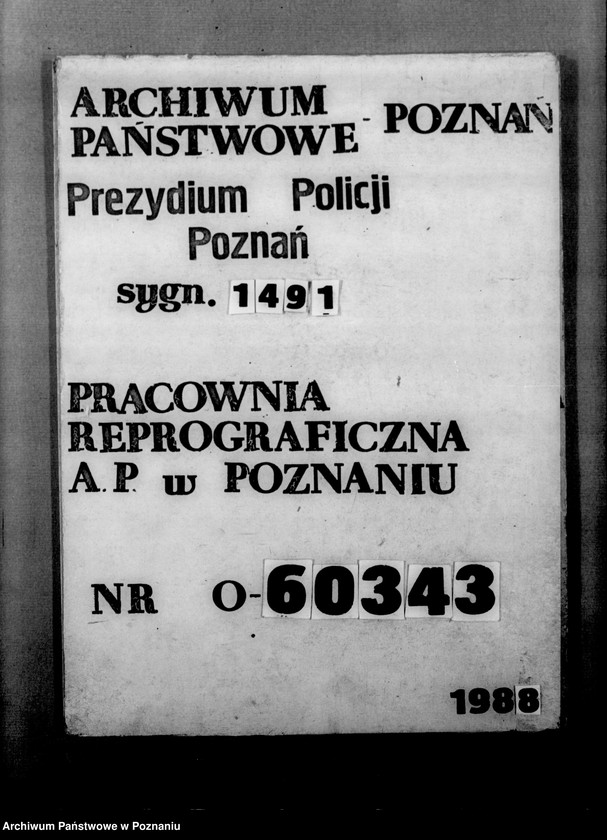 ARCHIWUM
PAŃSTWOWE - POZNAŃ
Prezydium Policji
Poznań
sygn. 1491
PRACOWNIA
REPROGRAFICZNA
A.P. w POZNANIU
NR O-60343
1988
Archiwum Państwowe w Poznaniu